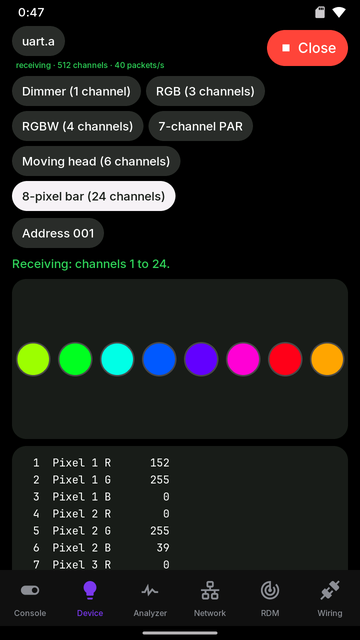 0:47
uart.a
Close
receiving · 512 channels · 40 packets/s
Dimmer (1 channel)
RGB (3 channels)
RGBW (4 channels)
7-channel PAR
Moving head (6 channels)
8-pixel bar (24 channels)
Address 001
Receiving: channels 1 to 24.
1 Pixel 1 R 152
2 Pixel 1 G 255
3 Pixel 1 B 0
4 Pixel 2 R 0
5 Pixel 2 G 255
6 Pixel 2 B 39
7 Pixel 3 R 0
Console
Device
Analyzer
Network
RDM
Wiring